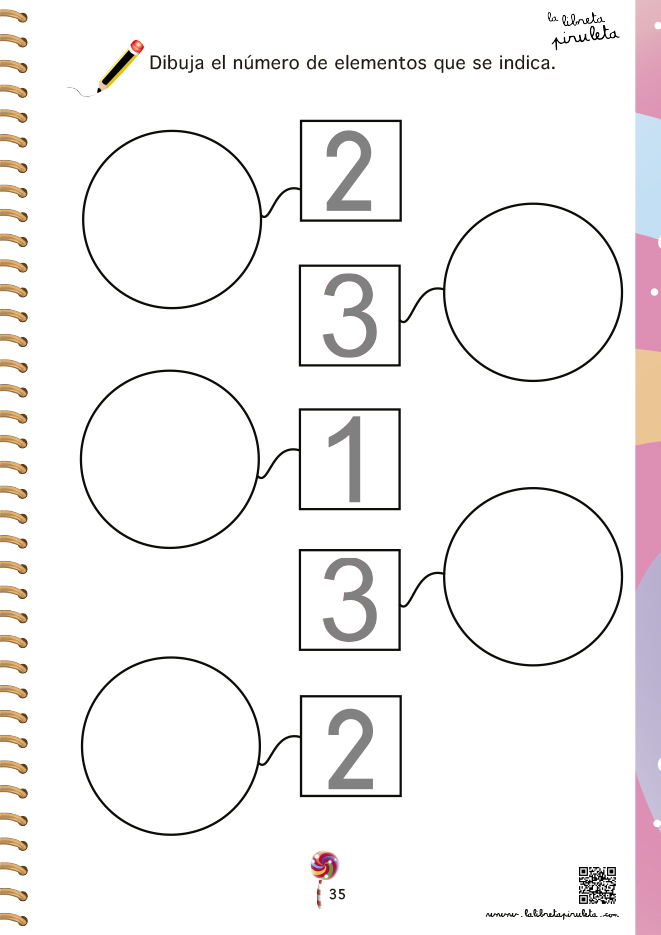 la libreta
piruleta
Dibuja el número de elementos que se indica.
2
3
1
3
2
35
www.lalibretapiruleta.com